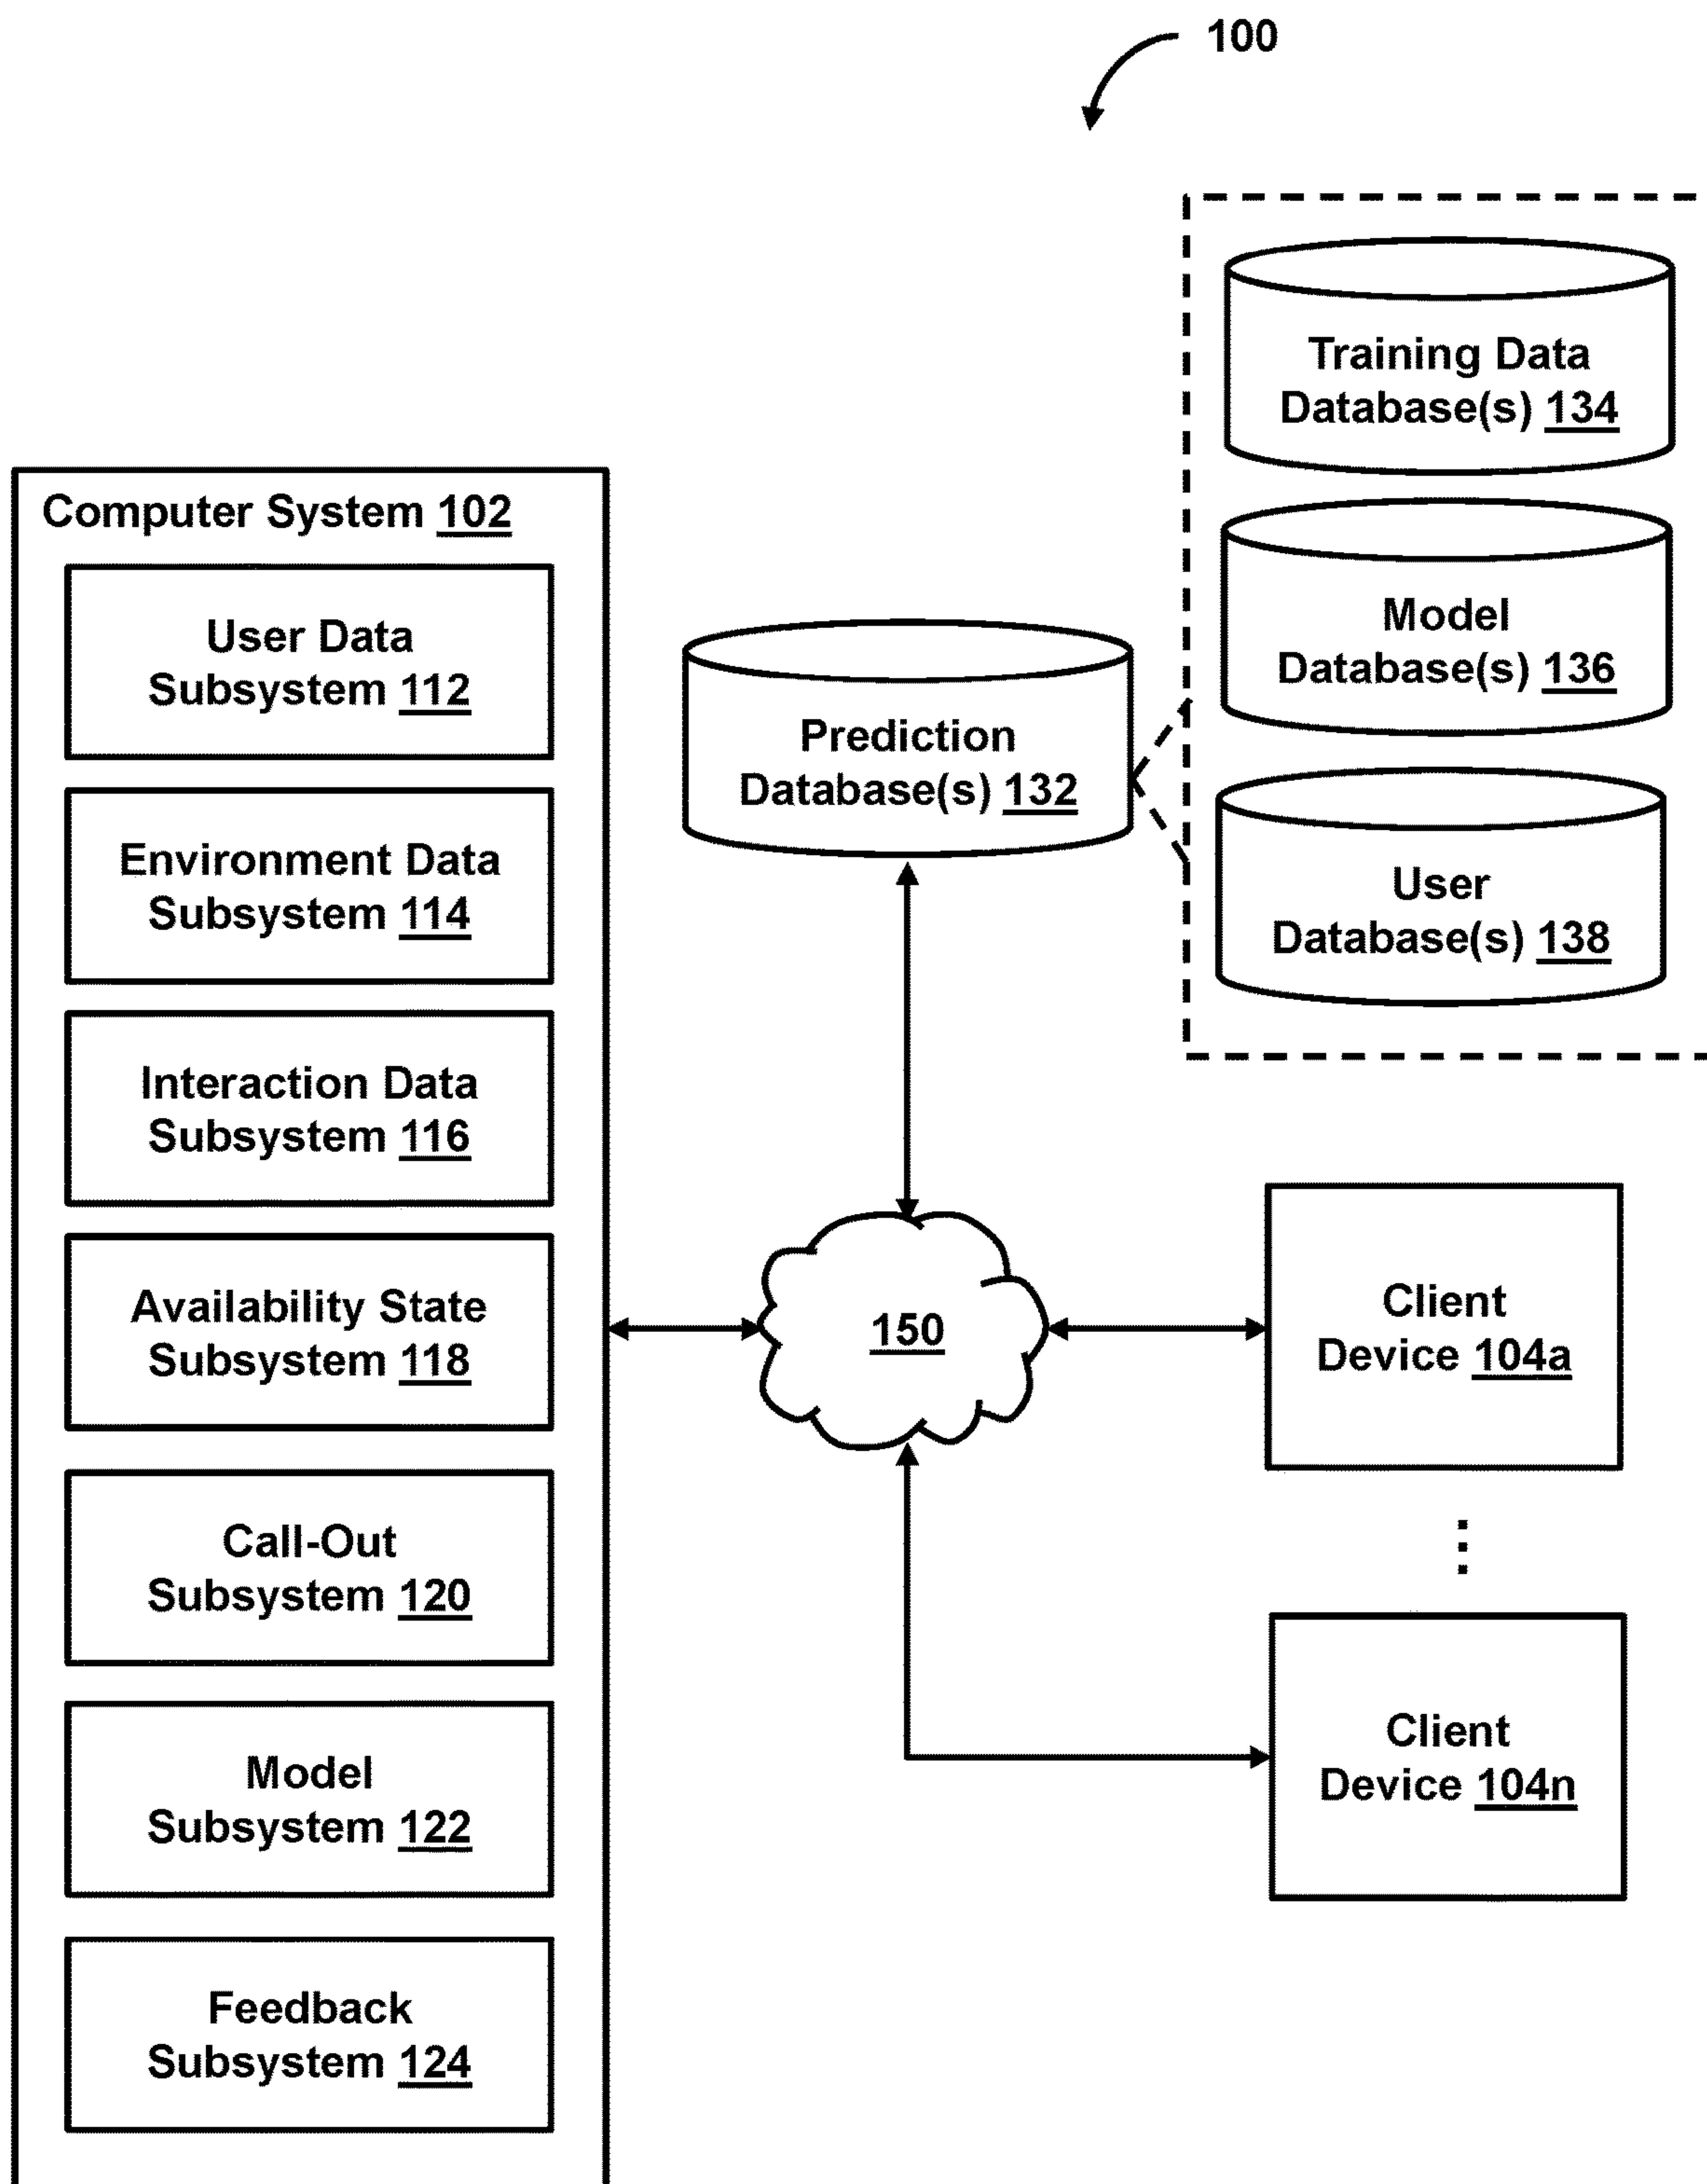 100
Training Data
Database(s) 134
Computer System 102
Model
Database(s) 136
User Data
Subsystem 112
Prediction
Database(s) 132
Environment Data
Subsystem 114
User
Database(s) 138
Interaction Data
Subsystem 116
Availability State
Subsystem 118
150
Client
Device 104a
Call-Out
Subsystem 120
Model
Subsystem 122
Client
Device 104n
Feedback
Subsystem 124